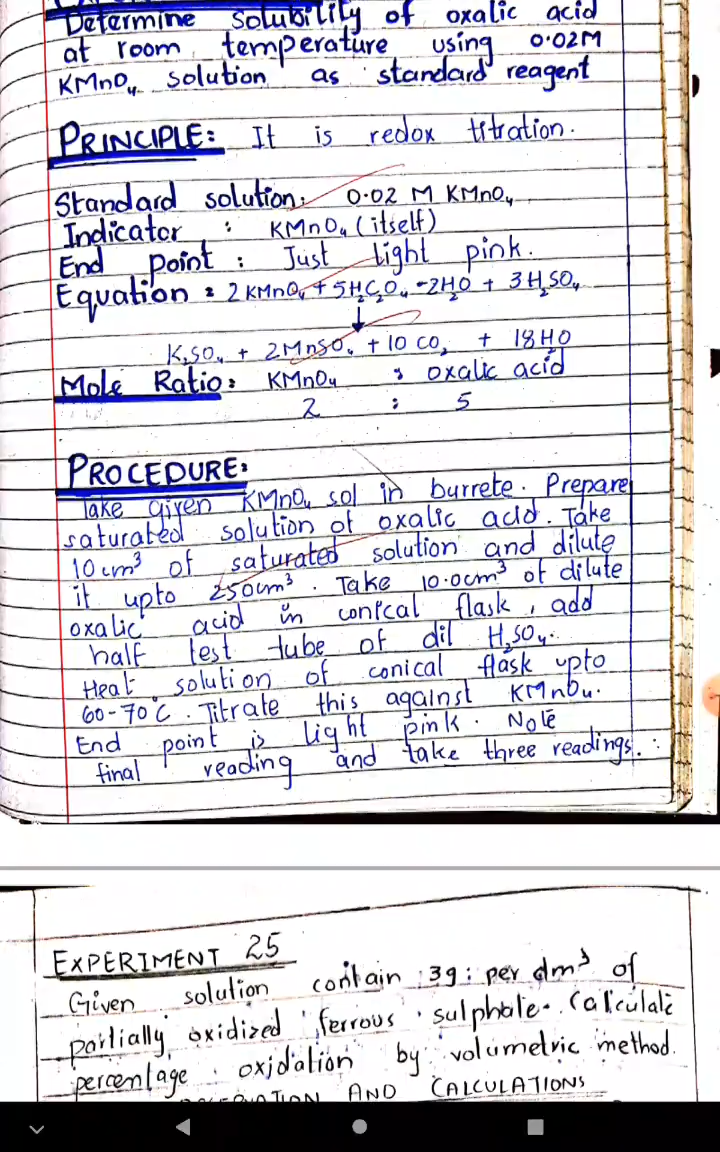 Determine solubility of oxalic acid
at room temperature using 0.02M
KMnO₄ solution as standard reagent
PRINCIPLE: It is redox titration.
Standard solution: 0.02 M KMnO₄
Indicator : KMnO₄ (itself)
End point : Just light pink.
Equation : 2KMnO₄ + 5H₂C₂O₄ - 2H₂O + 3H₂SO₄
↓
K₂SO₄ + 2MnSO₄ + 10 CO₂ + 18H₂O
Mole Ratio: KMnO₄ : oxalic acid
2 : 5
PROCEDURE:
Take given KMnO₄ sol in burrete. Prepare
saturated solution of oxalic acid. Take
10cm³ of saturated solution and dilute
it upto 250cm³. Take 10.0cm³ of dilute
oxalic acid in conical flask, add
half test tube of dil H₂SO₄.
Heat solution of conical flask upto
60-70°C. Titrate this against KMnO₄.
End point is light pink. Note
final reading and take three readings.
EXPERIMENT 25
Given solution contain 3g: per dm³ of
partially oxidized ferrous sulphate. Calculate
percentage oxidation by volumetric method.
AND CALCULATIONS